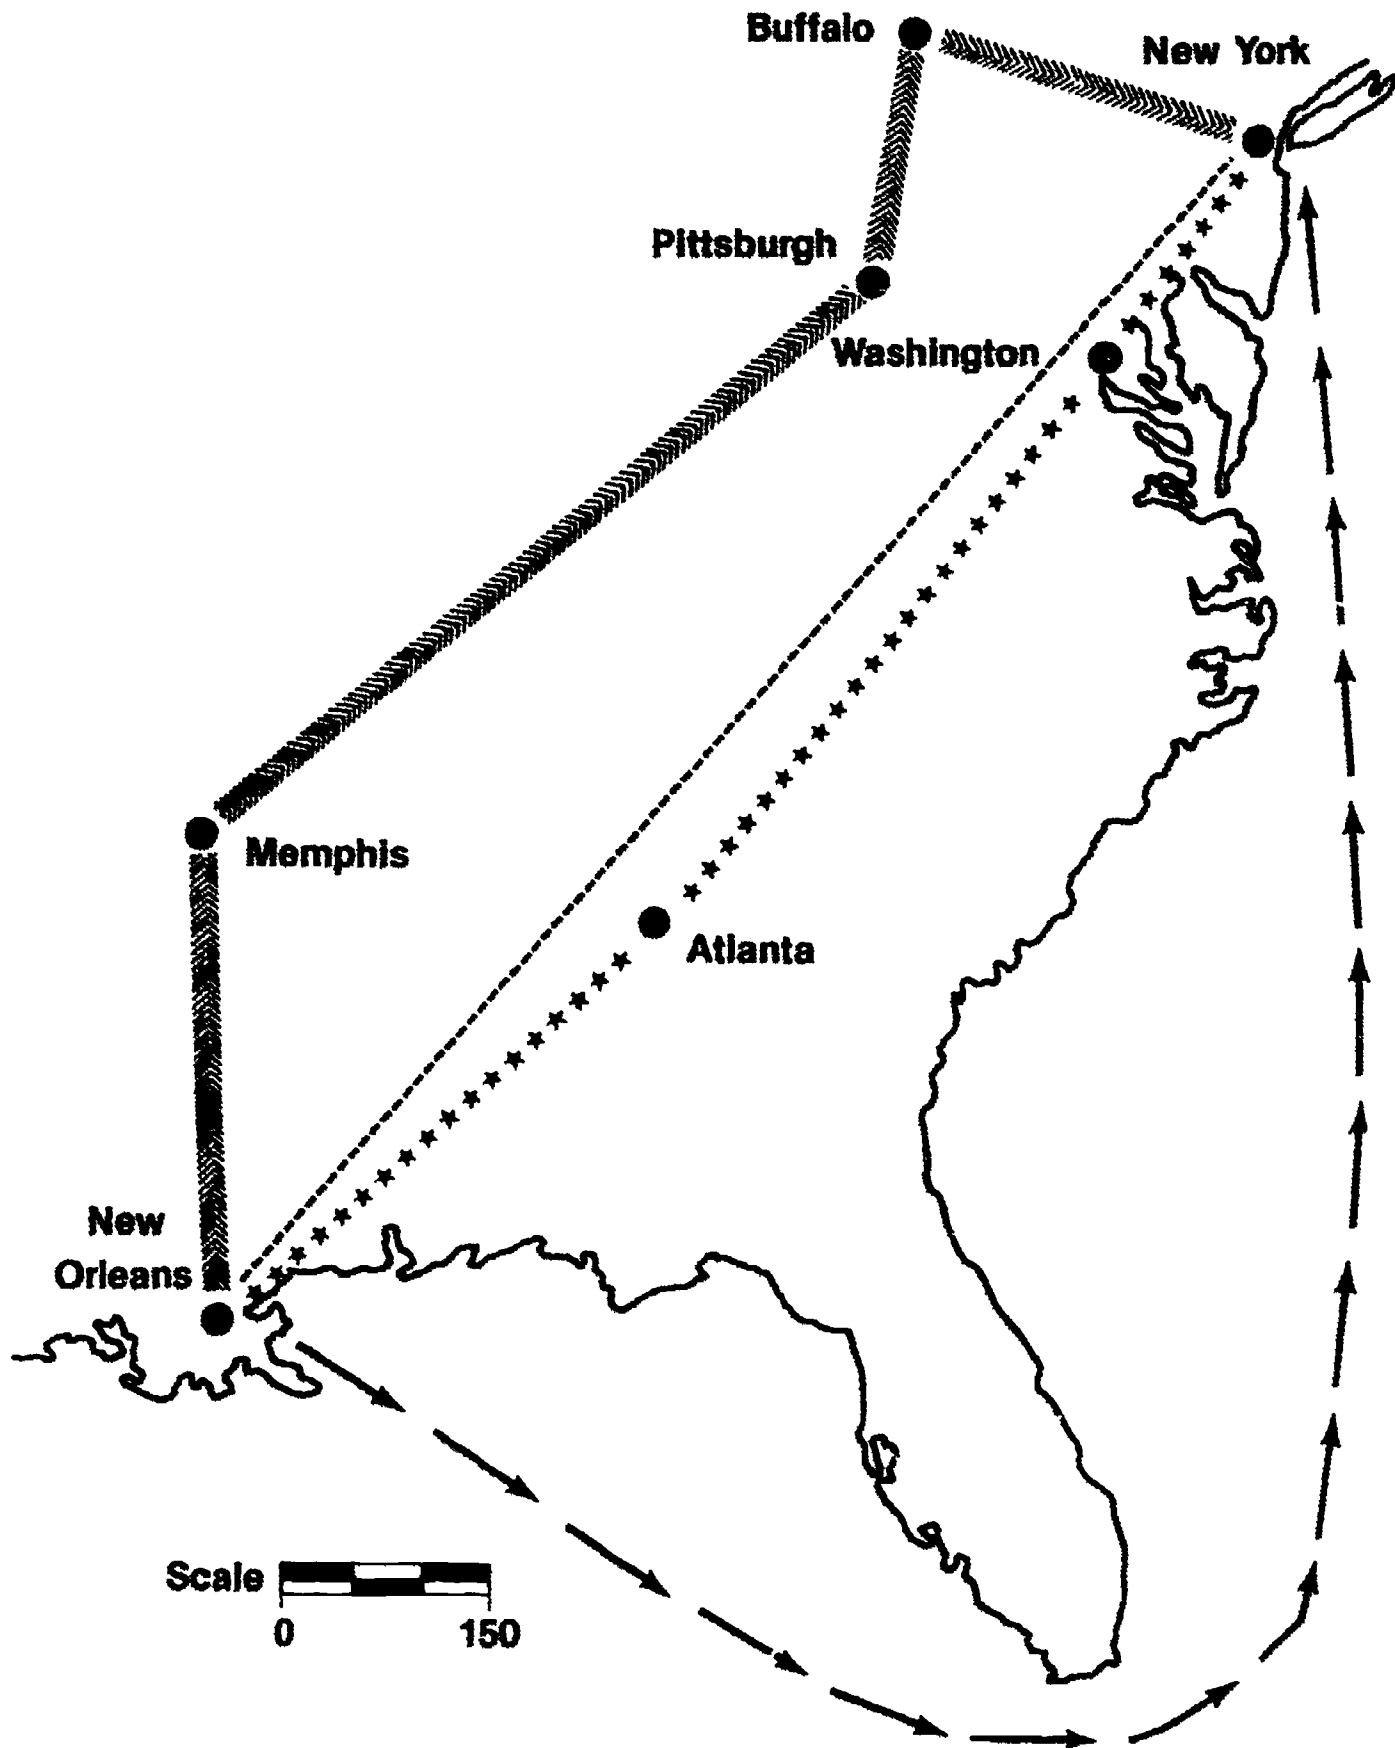 Buffalo
New York
Pittsburgh
Washington
Memphis
Atlanta
New
Orleans
Scale
0 150